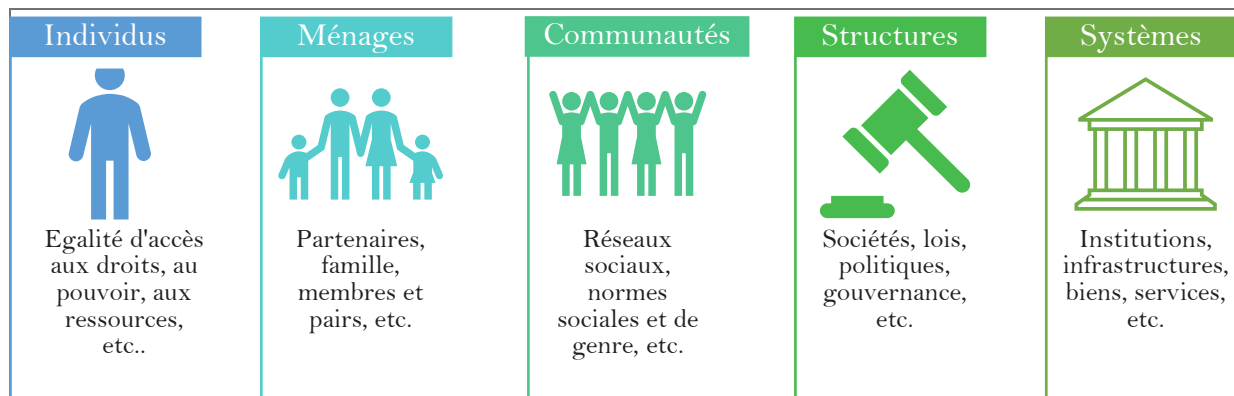 Individus
Egalité d'accès
aux droits, au
pouvoir, aux
ressources,
etc..
Ménages
Partenaires,
famille,
membres et
pairs, etc.
Communautés
Réseaux
sociaux,
normes
sociales et de
genre, etc.
Structures
Sociétés, lois,
politiques,
gouvernance,
etc.
Systèmes
Institutions,
infrastructures,
biens, services,
etc.